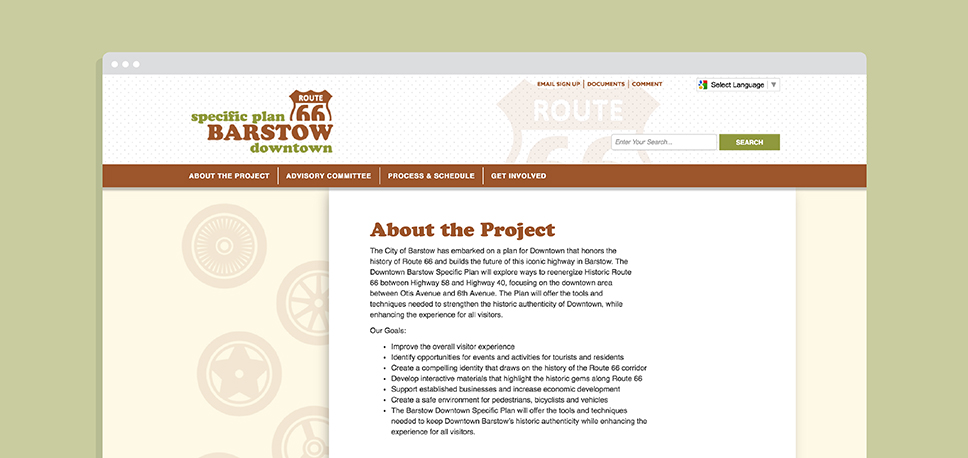 EMAIL SIGN UP | DOCUMENTS | COMMENT
Select Language
ROUTE
66
specific plan
BARSTOW
downtown
ROUTE
66
Enter Your Search...
SEARCH
ABOUT THE PROJECT
ADVISORY COMMITTEE
PROCESS & SCHEDULE
GET INVOLVED
About the Project
The City of Barstow has embarked on a plan for Downtown that honors the
history of Route 66 and builds the future of this iconic highway in Barstow. The
Downtown Barstow Specific Plan will explore ways to reenergize Historic Route
66 between Highway 58 and Highway 40, focusing on the downtown area
between Otis Avenue and 6th Avenue. The Plan will offer the tools and
techniques needed to strengthen the historic authenticity of Downtown, while
enhancing the experience for all visitors.
Our Goals:
• Improve the overall visitor experience
• Identify opportunities for events and activities for tourists and residents
• Create a compelling identity that draws on the history of the Route 66 corridor
• Develop interactive materials that highlight the historic gems along Route 66
• Support established businesses and increase economic development
• Create a safe environment for pedestrians, bicyclists and vehicles
• The Barstow Downtown Specific Plan will offer the tools and techniques
needed to keep Downtown Barstow's historic authenticity while enhancing the
experience for all visitors.